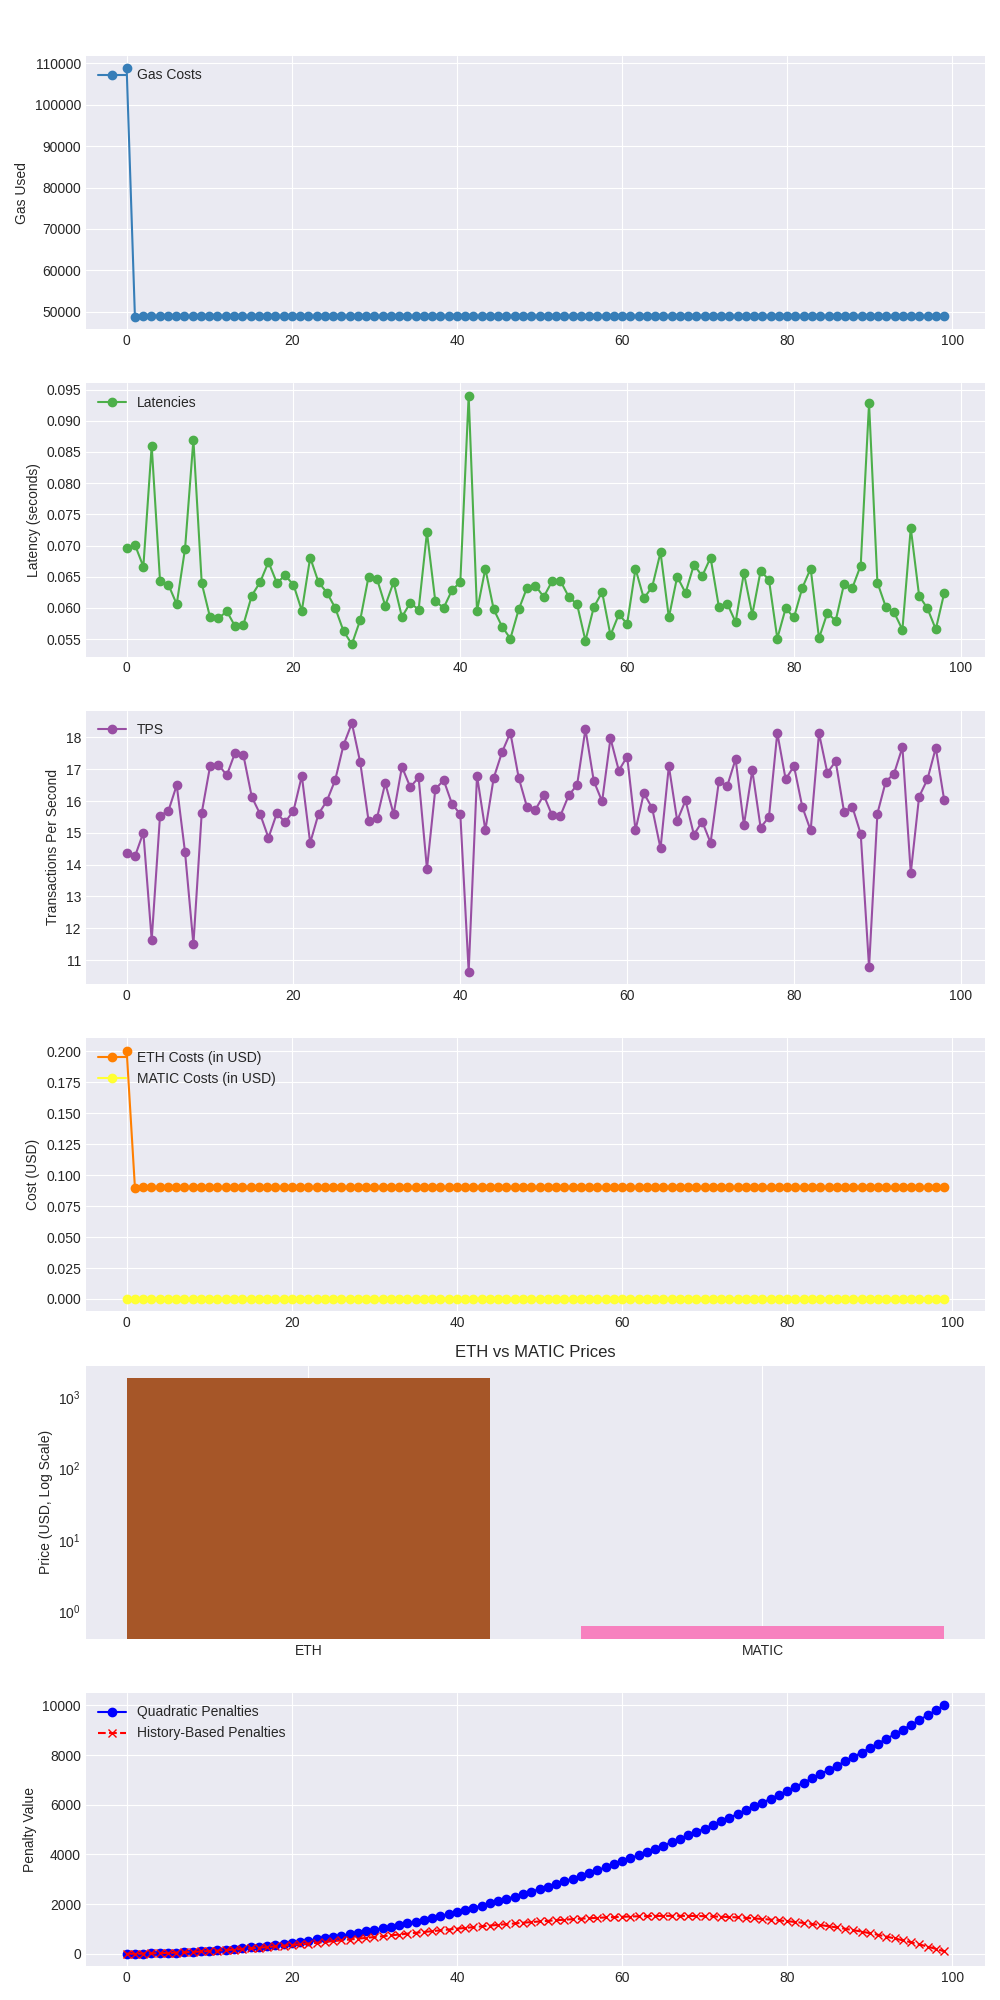 Gas Costs
110000
100000
90000
80000
70000
60000
50000
Gas Used
0 20 40 60 80 100
Latencies
0.095
0.090
0.085
0.080
0.075
0.070
0.065
0.060
0.055
Latency (seconds)
0 20 40 60 80 100
TPS
18
17
16
15
14
13
12
11
Transactions Per Second
0 20 40 60 80 100
ETH Costs (in USD)
MATIC Costs (in USD)
0.200
0.175
0.150
0.125
0.100
0.075
0.050
0.025
0.000
Cost (USD)
0 20 40 60 80 100
ETH vs MATIC Prices
10³
10²
10¹
10⁰
Price (USD, Log Scale)
ETH MATIC
Quadratic Penalties
History-Based Penalties
10000
8000
6000
4000
2000
0
Penalty Value
0 20 40 60 80 100